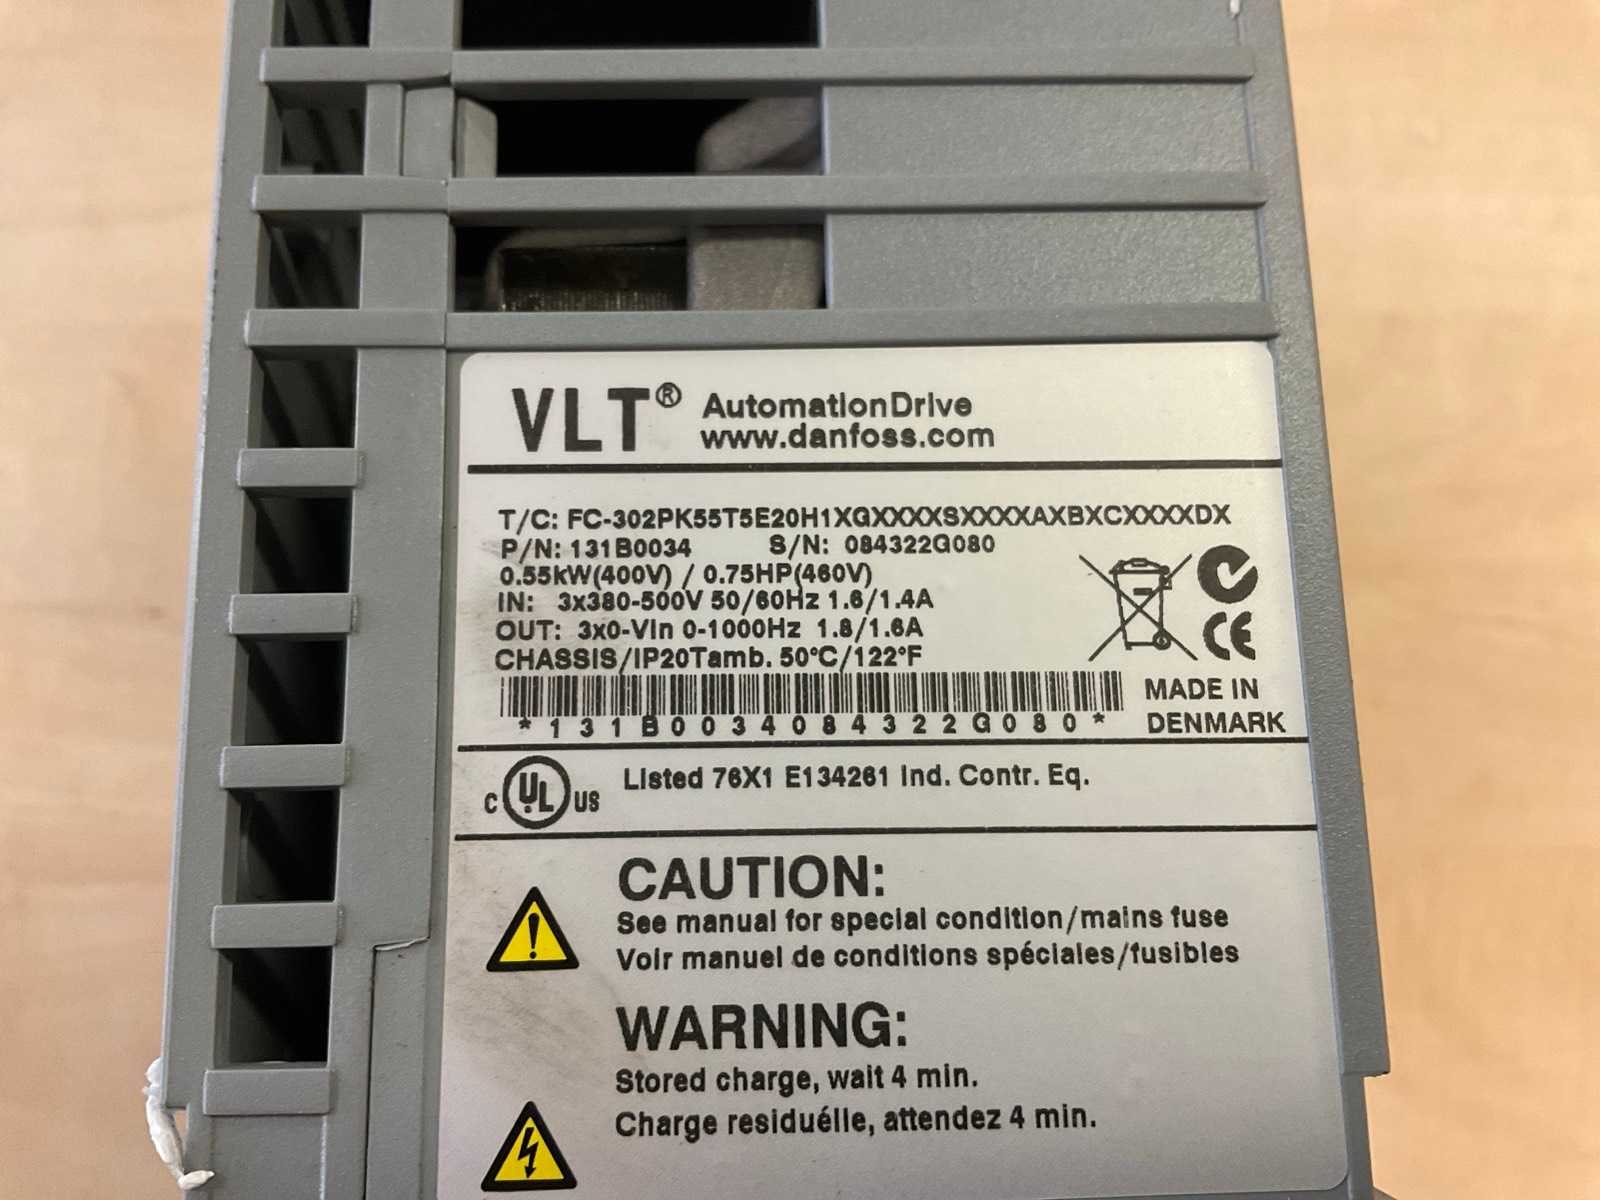 VLT® AutomationDrive
www.danfoss.com
T/C: FC-302PK55T5E20H1XGXXXXSXXXXAXBXCXXXXDX
P/N: 131B0034 S/N: 084322G080
0.55kW(400V) / 0.75HP(460V)
IN: 3x380-500V 50/60Hz 1.6/1.4A
OUT: 3x0-Vin 0-1000Hz 1.8/1.6A
CHASSIS/IP20Tamb. 50°C/122°F
*131B0034084322G080*
MADE IN
DENMARK
CE
C UL US Listed 76X1 E134261 Ind. Contr. Eq.
CAUTION:
See manual for special condition/mains fuse
Voir manuel de conditions spéciales/fusibles
WARNING:
Stored charge, wait 4 min.
Charge residuélle, attendez 4 min.